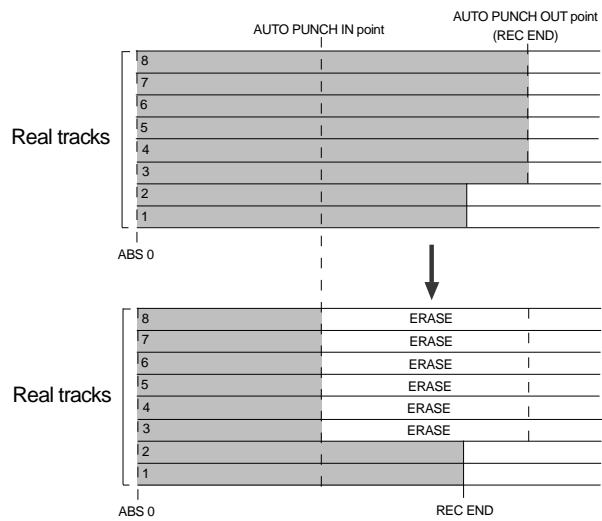 AUTO PUNCH IN point
AUTO PUNCH OUT point
(REC END)
Real tracks
8
7
6
5
4
3
2
1
ABS 0
Real tracks
8 ERASE
7 ERASE
6 ERASE
5 ERASE
4 ERASE
3 ERASE
2
1
ABS 0
REC END